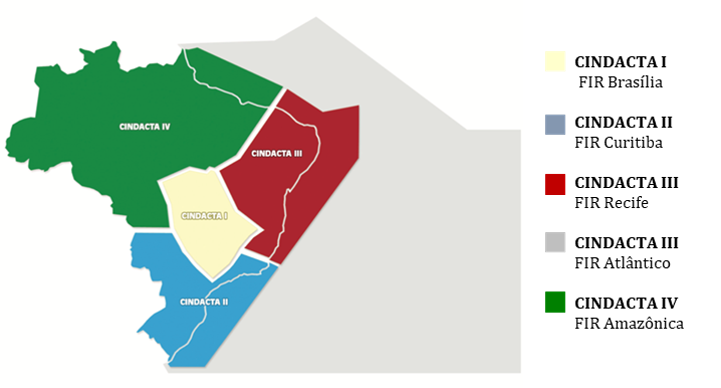 CINDACTA IV
CINDACTA III
CINDACTA I
CINDACTA II
CINDACTA I
FIR Brasília
CINDACTA II
FIR Curitiba
CINDACTA III
FIR Recife
CINDACTA III
FIR Atlântico
CINDACTA IV
FIR Amazônica